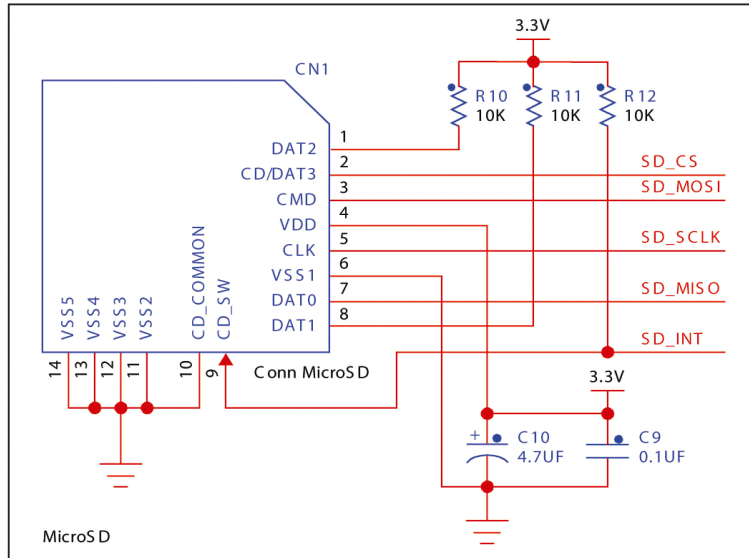 3.3V
CN1
R10
10K
R11
10K
R12
10K
1
DAT2
2
CD/DAT3
SD_CS
3
CMD
SD_MOSI
4
VDD
5
CLK
SD_SCLK
6
VSS1
7
DAT0
SD_MISO
8
DAT1
SD_INT
VSS5
VSS4
VSS3
VSS2
CD_COMMON
CD_SW
14
13
12
11
10
9
Conn MicroSD
3.3V
+
C10
4.7UF
C9
0.1UF
MicroSD